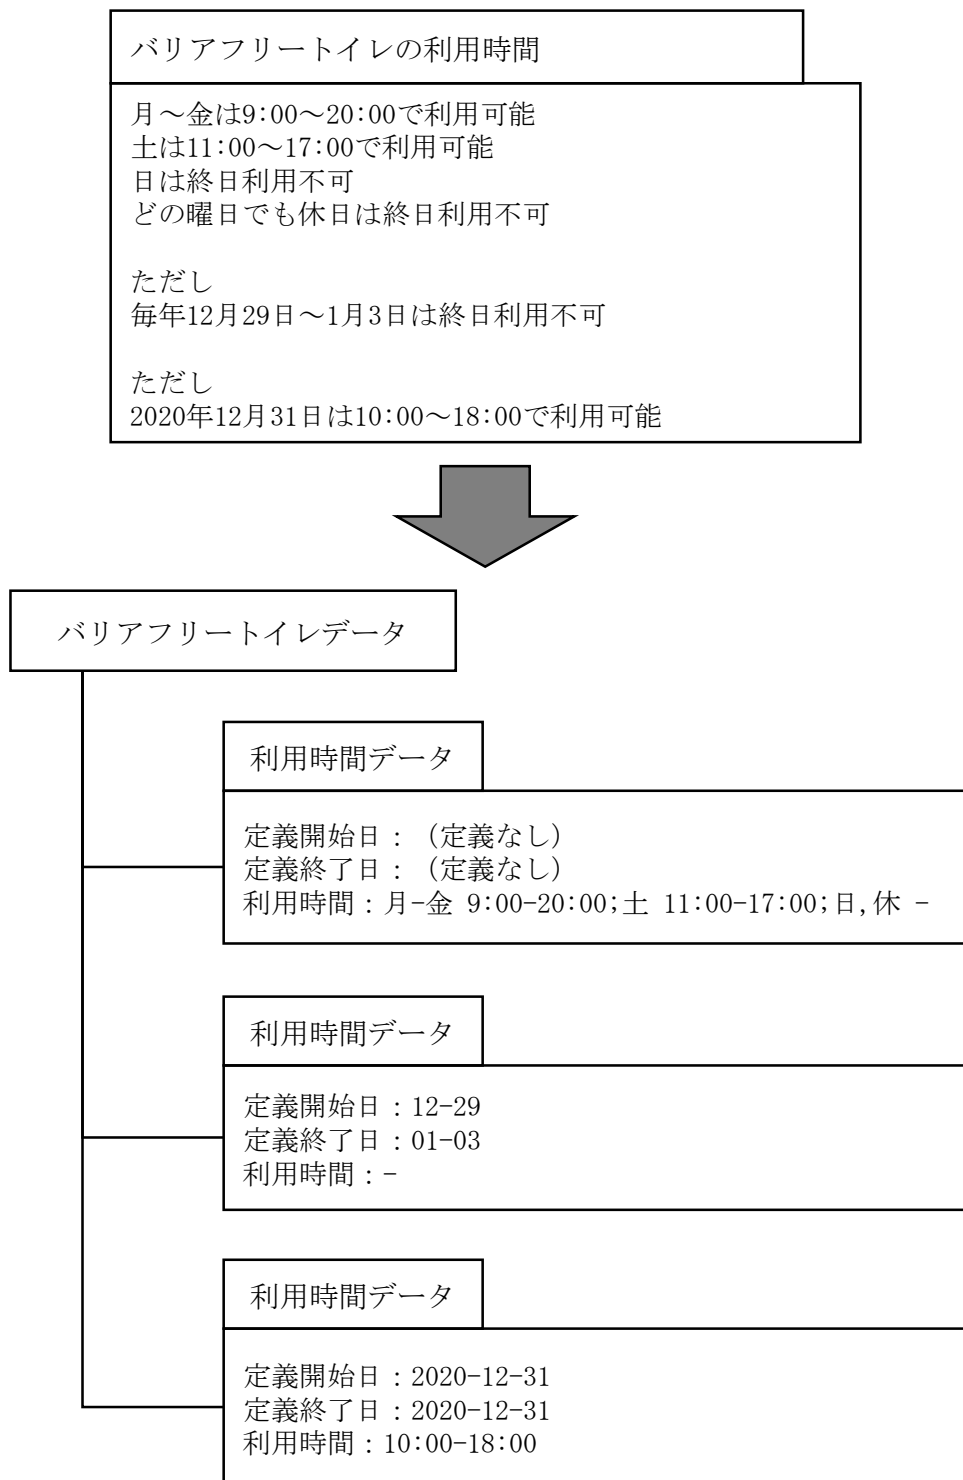 バリアフリートイレの利用時間
月～金は9:00～20:00で利用可能
土は11:00～17:00で利用可能
日は終日利用不可
どの曜日でも休日は終日利用不可
ただし
毎年12月29日～1月3日は終日利用不可
ただし
2020年12月31日は10:00～18:00で利用可能
バリアフリートイレデータ
利用時間データ
定義開始日：（定義なし）
定義終了日：（定義なし）
利用時間：月-金 9:00-20:00;土 11:00-17:00;日,休 -
利用時間データ
定義開始日：12-29
定義終了日：01-03
利用時間：-
利用時間データ
定義開始日：2020-12-31
定義終了日：2020-12-31
利用時間：10:00-18:00